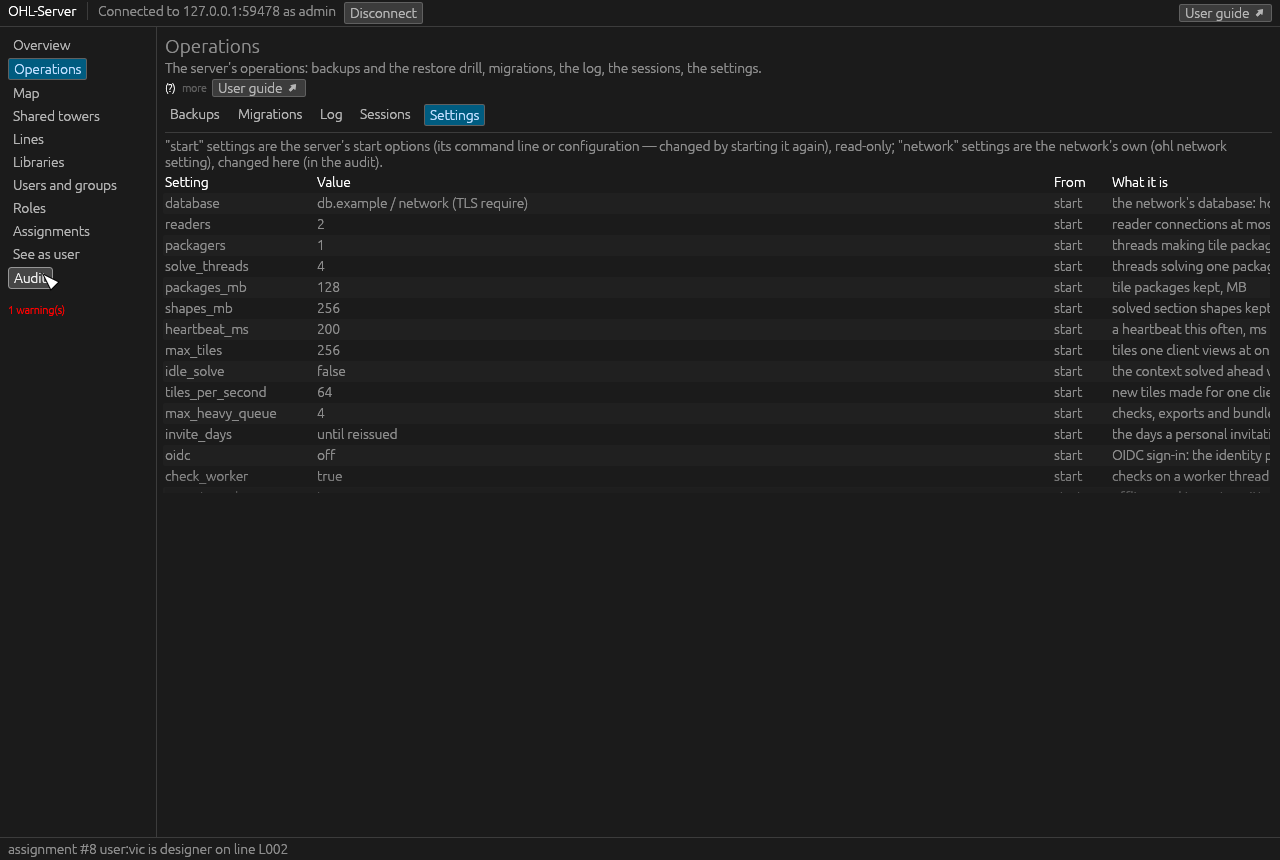 OHL-Server
Connected to 127.0.0.1:59478 as admin
Disconnect
User guide
Overview
Operations
Map
Shared towers
Lines
Libraries
Users and groups
Roles
Assignments
See as user
Audit
1 warning(s)
Operations
The server's operations: backups and the restore drill, migrations, the log, the sessions, the settings.
(?) more User guide
Backups Migrations Log Sessions Settings
"start" settings are the server's start options (its command line or configuration — changed by starting it again), read-only; "network" settings are the network's own (ohl network
setting), changed here (in the audit).
Setting Value From What it is
database db.example / network (TLS require) start the network's database:
readers 2 start reader connections at mos
packagers 1 start threads making tile packag
solve_threads 4 start threads solving one packag
packages_mb 128 start tile packages kept, MB
shapes_mb 256 start solved section shapes kept
heartbeat_ms 200 start a heartbeat this often, ms
max_tiles 256 start tiles one client views at on
idle_solve false start the context solved ahead
tiles_per_second 64 start new tiles made for one clie
max_heavy_queue 4 start checks, exports and bundle
invite_days until reissued start the days a personal invitati
oidc off start OIDC sign-in: the identity p
check_worker true start checks on a worker thread
assignment #8 user:vic is designer on line L002